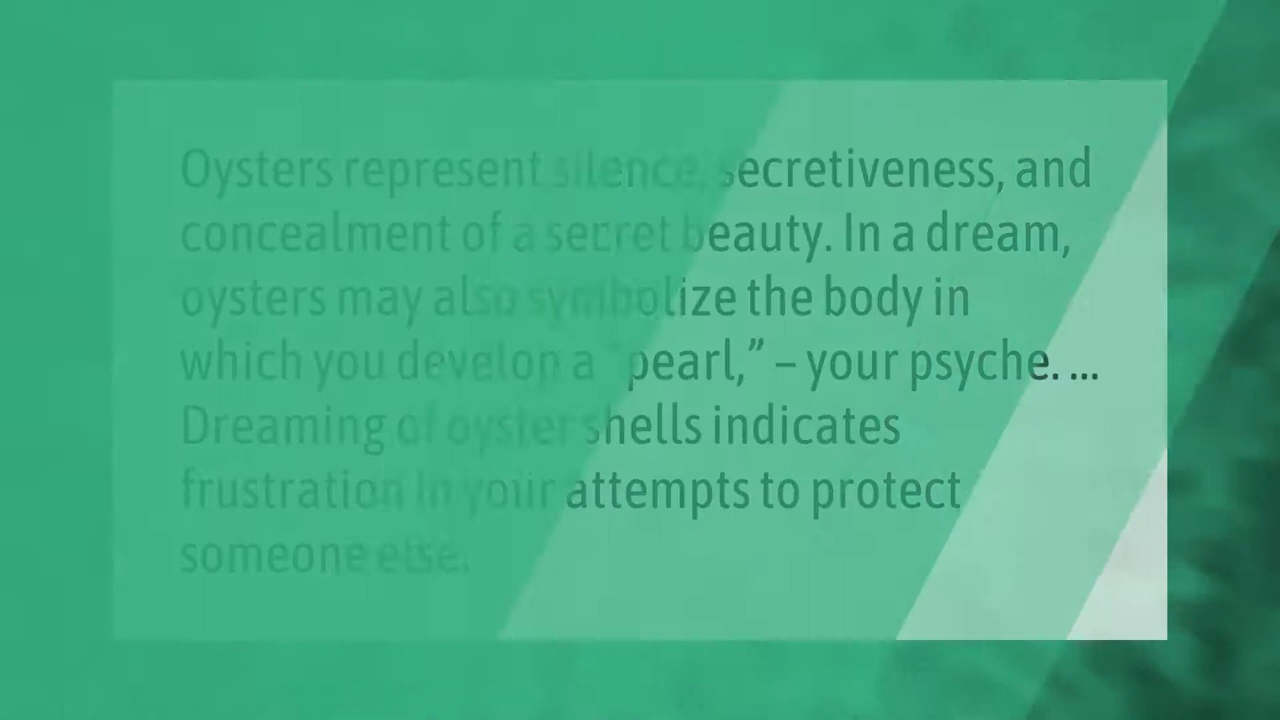 Oysters represent silence, secretiveness, and
concealment of a secret beauty. In a dream,
oysters may also symbolize the body in
which you develop a “pearl,” – your psyche. ...
Dreaming of oyster shells indicates
frustration in your attempts to protect
someone else.